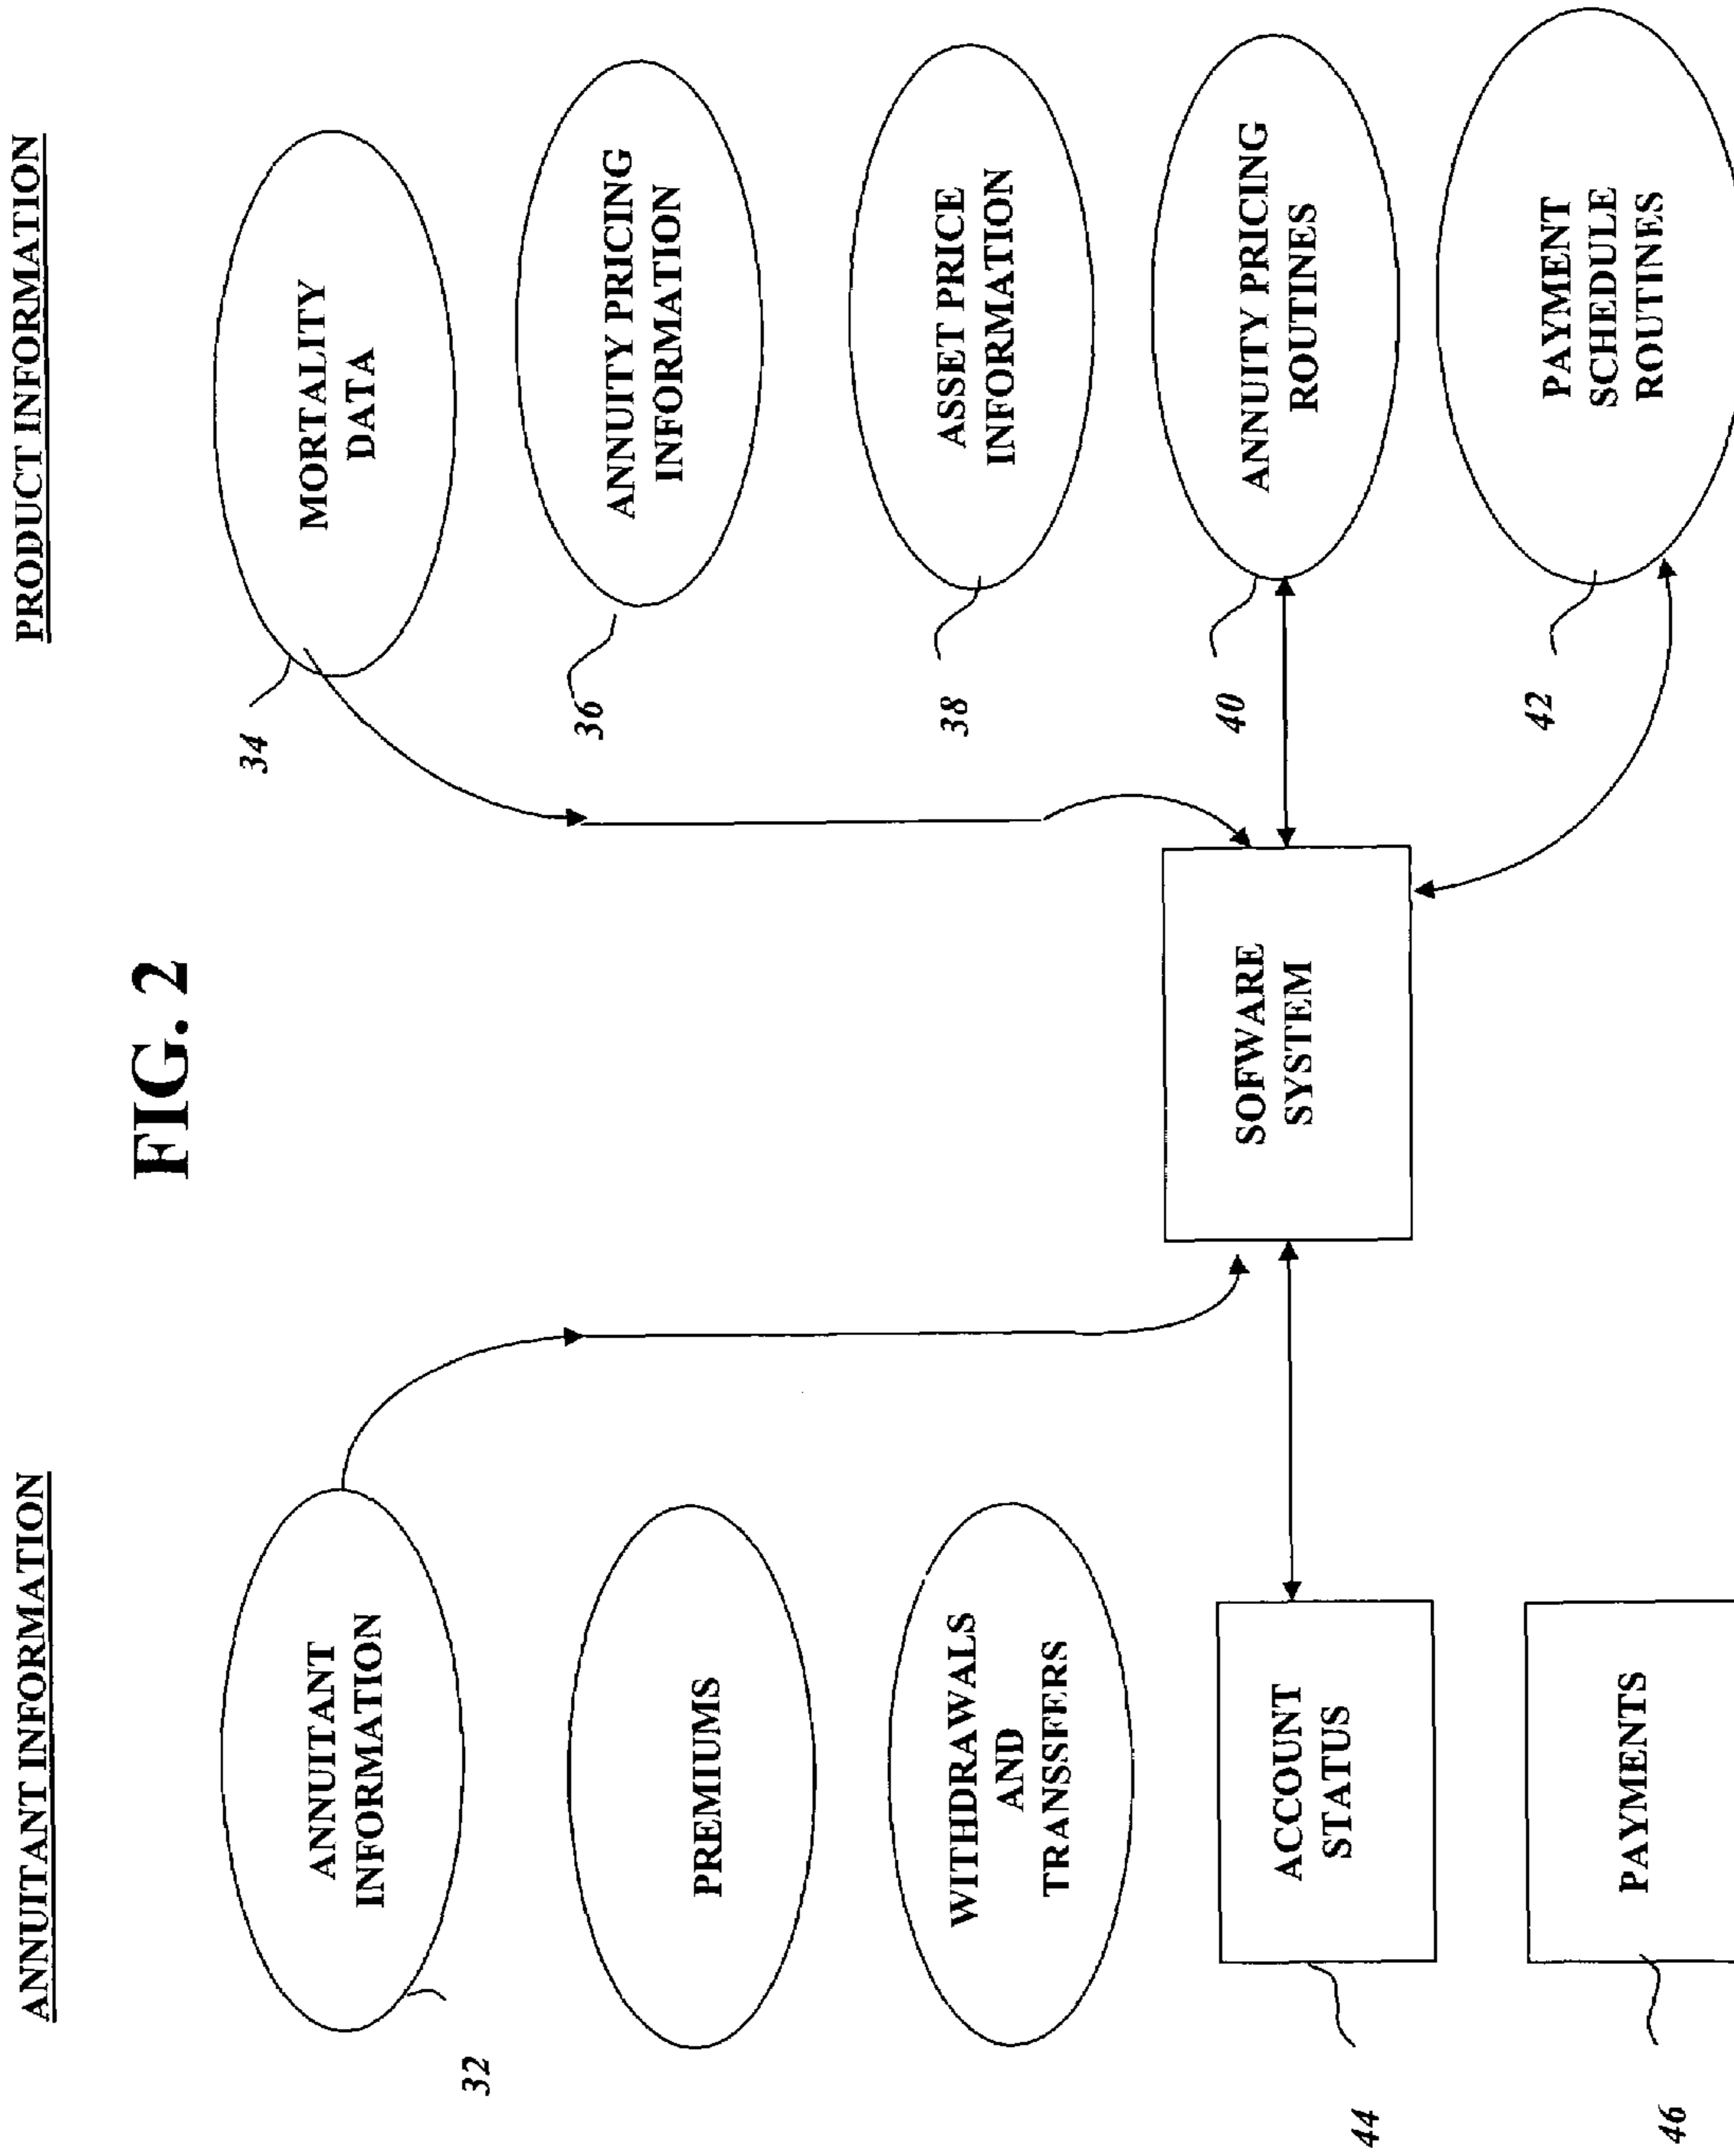 ANNUITANT INFORMATION
PRODUCT INFORMATION
FIG. 2
ANNUITANT
INFORMATION
32
PREMIUMS
WITHDRAWALS
AND
TRANSSFERS
ACCOUNT
STATUS
44
PAYMENTS
46
SOFWARE
SYSTEM
MORTALITY
DATA
34
ANNUITY PRICING
INFORMATION
36
ASSET PRICE
INFORMATION
38
ANNUITY PRICING
ROUTINES
40
PAYMENT
SCHEDULE
ROUTINES
42